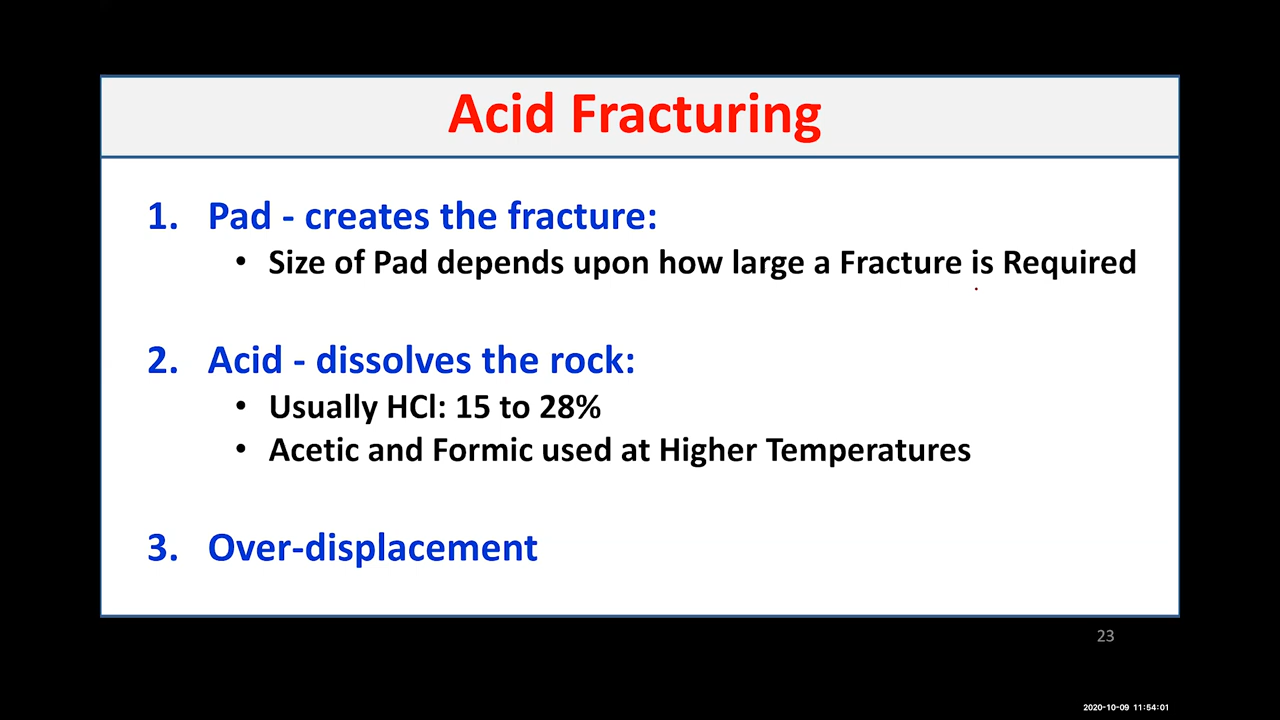 Acid Fracturing
1. Pad - creates the fracture:
• Size of Pad depends upon how large a Fracture is Required
2. Acid - dissolves the rock:
• Usually HCl: 15 to 28%
• Acetic and Formic used at Higher Temperatures
3. Over-displacement
23
2020-10-09 11:54:01